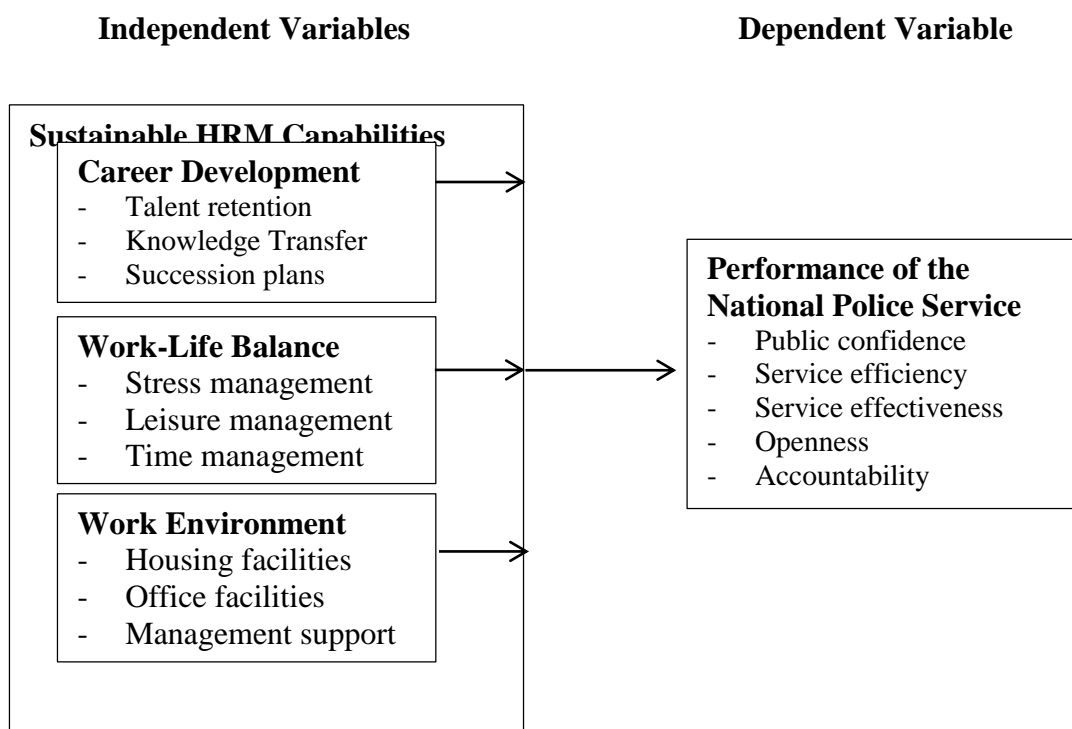 Independent Variables
Dependent Variable
Sustainable HRM Capabilities
Career Development
- Talent retention
- Knowledge Transfer
- Succession plans
Work-Life Balance
- Stress management
- Leisure management
- Time management
Work Environment
- Housing facilities
- Office facilities
- Management support
Performance of the
National Police Service
- Public confidence
- Service efficiency
- Service effectiveness
- Openness
- Accountability